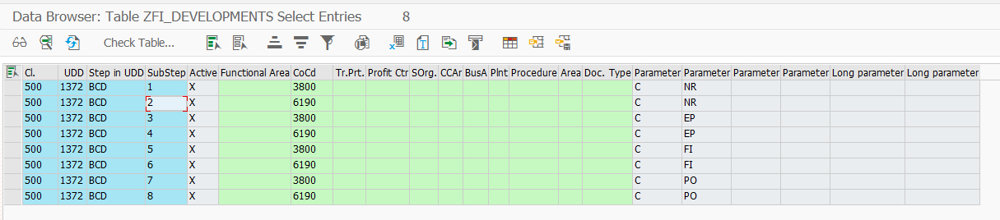 Data Browser: Table ZFI_DEVELOPMENTS Select Entries 8
Check Table...
Cl. UDD Step in UDD SubStep Active Functional Area CoCd Tr.Prt. Profit Ctr SOrg. CCAr BusA Plnt Procedure Area Doc. Type Parameter Parameter Parameter Parameter Long parameter Long parameter
500 1372 BCD 1 X 3800 C NR
500 1372 BCD 2 X 6190 C NR
500 1372 BCD 3 X 3800 C EP
500 1372 BCD 4 X 6190 C EP
500 1372 BCD 5 X 3800 C FI
500 1372 BCD 6 X 6190 C FI
500 1372 BCD 7 X 3800 C PO
500 1372 BCD 8 X 6190 C PO